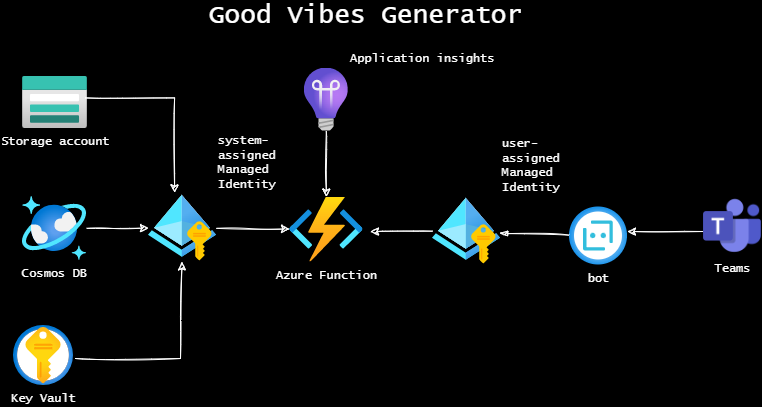 Good Vibes Generator
Application insights
Storage account
system-
assigned
Managed
Identity
user-
assigned
Managed
Identity
T
Cosmos DB
Azure Function
bot
Teams
Key Vault